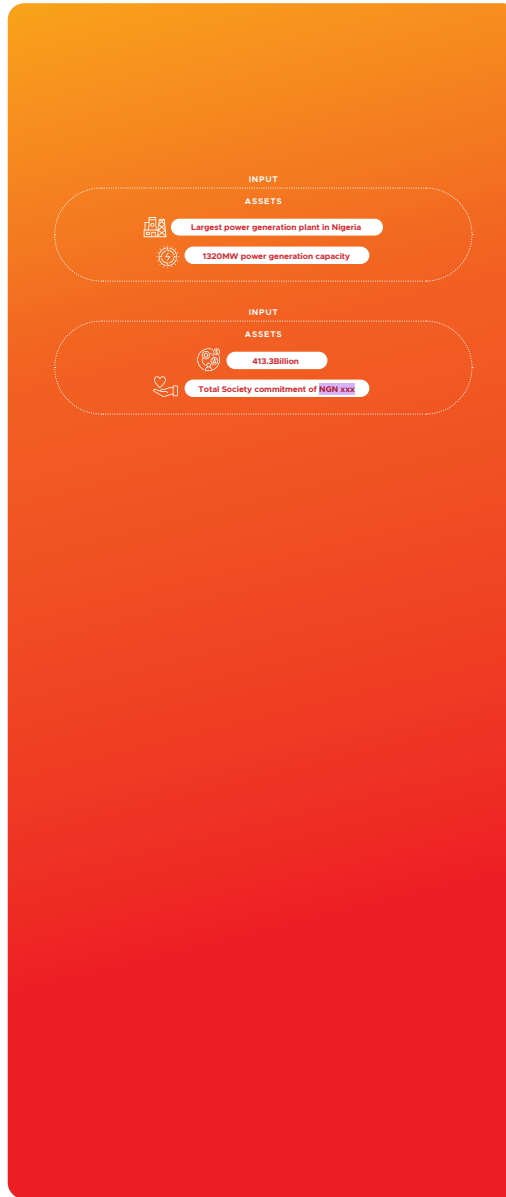 INPUT
ASSETS
Largest power generation plant in Nigeria
1320MW power generation capacity
INPUT
ASSETS
413.3Billion
Total Society commitment of NGN xxx